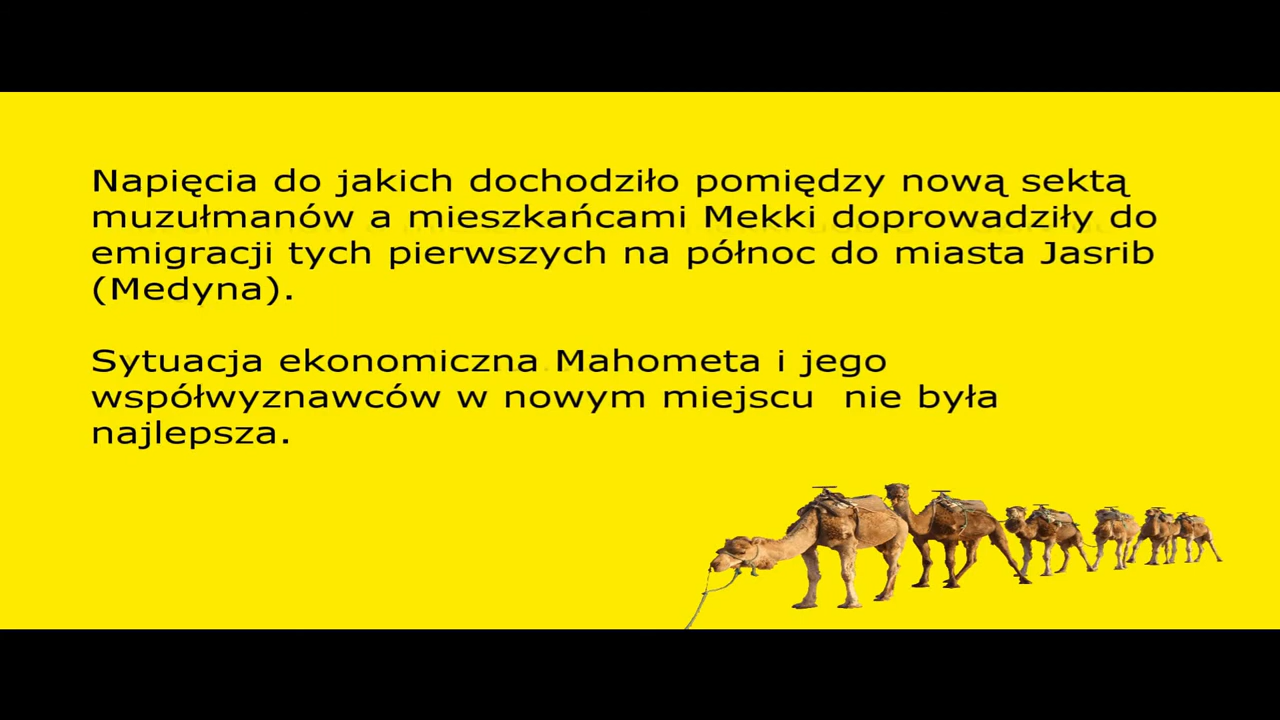 Napięcia do jakich dochodziło pomiędzy nową sektą
muzułmanów a mieszkańcami Mekki doprowadziły do
emigracji tych pierwszych na północ do miasta Jasrib
(Medyna).
Sytuacja ekonomiczna Mahometa i jego
współwyznawców w nowym miejscu  nie była
najlepsza.